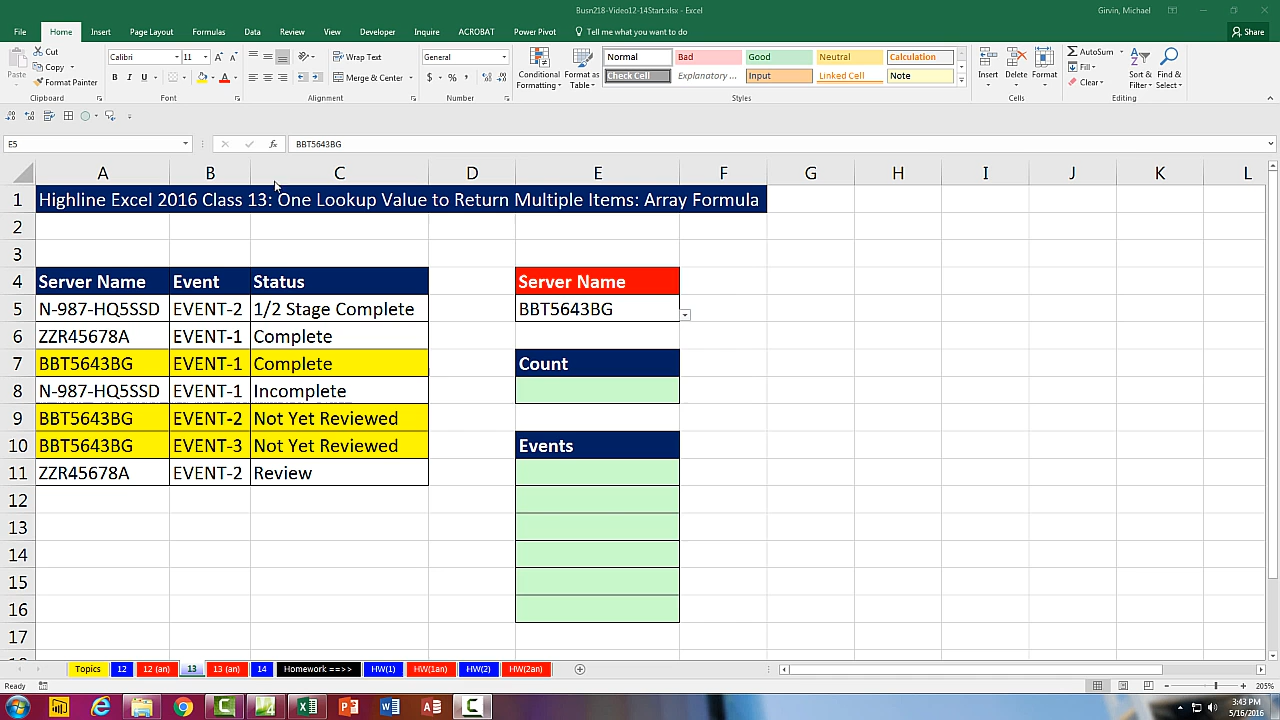 Busn218-Video12-14Start.xlsx - Excel
Girvin, Michael
File Home Insert Page Layout Formulas Data Review View Developer Inquire ACROBAT Power Pivot Tell me what you want to do Share
Cut
Copy
Format Painter
Paste
Clipboard
Calibri 11
B I U
Font
Wrap Text
Merge & Center
Alignment
General
$ % ,
Number
Conditional Formatting
Format as Table
Normal Bad Good Neutral Calculation
Check Cell Explanatory ... Input Linked Cell Note
Styles
Insert Delete Format
Cells
AutoSum
Fill
Clear
Sort & Filter
Find & Select
Editing
E5 fx BBT5643BG
A B C D E F G H I J K L
1 Highline Excel 2016 Class 13: One Lookup Value to Return Multiple Items: Array Formula
2
3
4 Server Name Event Status Server Name
5 N-987-HQ5SSD EVENT-2 1/2 Stage Complete BBT5643BG
6 ZZR45678A EVENT-1 Complete
7 BBT5643BG EVENT-1 Complete Count
8 N-987-HQ5SSD EVENT-1 Incomplete
9 BBT5643BG EVENT-2 Not Yet Reviewed
10 BBT5643BG EVENT-3 Not Yet Reviewed Events
11 ZZR45678A EVENT-2 Review
12
13
14
15
16
17
Topics 12 12 (an) 13 13 (an) 14 Homework ==>> HW(1) HW(1an) HW(2) HW(2an)
Ready 205%
3:43 PM
5/16/2016